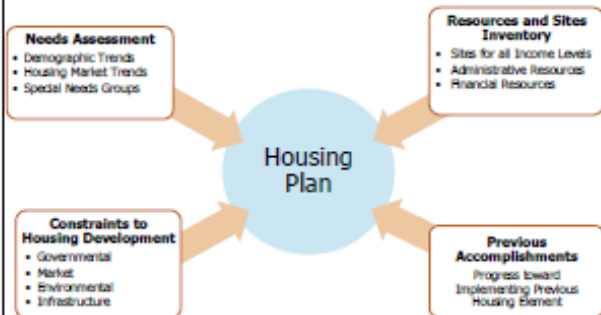 Needs Assessment
• Demographic Trends
• Housing Market Trends
• Special Needs Groups
Resources and Sites
Inventory
• Sites for all Income Levels
• Administrative Resources
• Financial Resources
Housing
Plan
Constraints to
Housing Development
• Governmental
• Market
• Environmental
• Infrastructure
Previous
Accomplishments
Progress toward
Implementing Previous
Housing Element